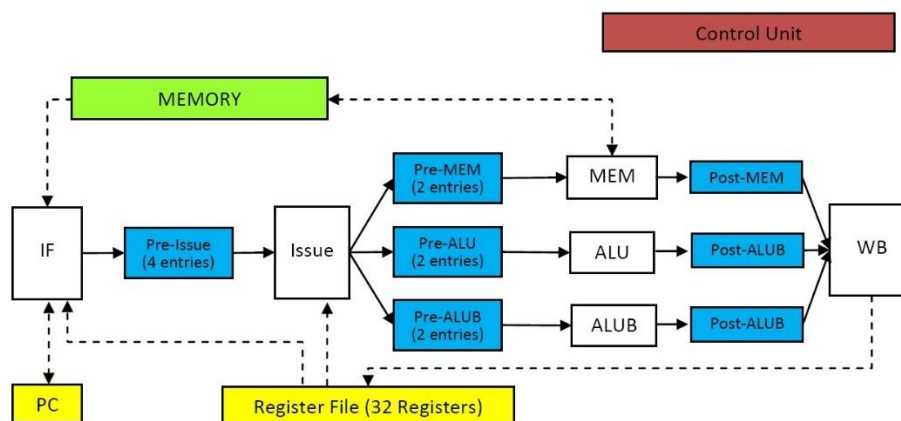 Control Unit
MEMORY
Pre-MEM
(2 entries)
MEM
Post-MEM
IF
Pre-Issue
(4 entries)
Issue
Pre-ALU
(2 entries)
ALU
Post-ALUB
WB
Pre-ALUB
(2 entries)
ALUB
Post-ALUB
PC
Register File (32 Registers)